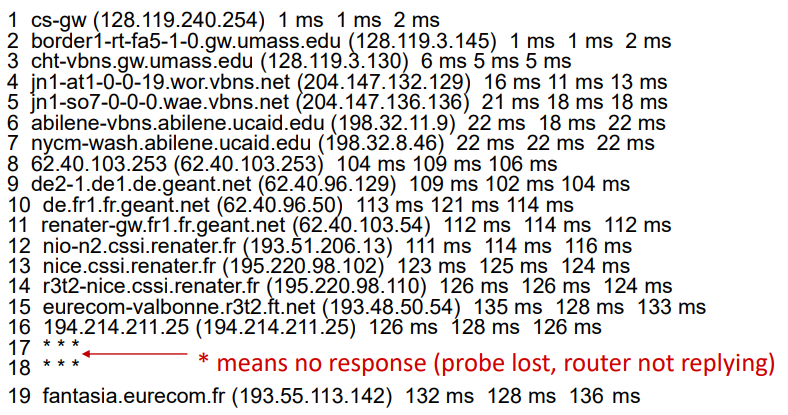 1 cs-gw (128.119.240.254) 1 ms 1 ms 2 ms
2 border1-rt-fa5-1-0.gw.umass.edu (128.119.3.145) 1 ms 1 ms 2 ms
3 cht-vbns.gw.umass.edu (128.119.3.130) 6 ms 5 ms 5 ms
4 jn1-at1-0-0-19.wor.vbns.net (204.147.132.129) 16 ms 11 ms 13 ms
5 jn1-so7-0-0-0.wae.vbns.net (204.147.136.136) 21 ms 18 ms 18 ms
6 abilene-vbns.abilene.ucaid.edu (198.32.11.9) 22 ms 18 ms 22 ms
7 nycm-wash.abilene.ucaid.edu (198.32.8.46) 22 ms 22 ms 22 ms
8 62.40.103.253 (62.40.103.253) 104 ms 109 ms 106 ms
9 de2-1.de1.de.geant.net (62.40.96.129) 109 ms 102 ms 104 ms
10 de.fr1.fr.geant.net (62.40.96.50) 113 ms 121 ms 114 ms
11 renater-gw.fr1.fr.geant.net (62.40.103.54) 112 ms 114 ms 112 ms
12 nio-n2.cssi.renater.fr (193.51.206.13) 111 ms 114 ms 116 ms
13 nice.cssi.renater.fr (195.220.98.102) 123 ms 125 ms 124 ms
14 r3t2-nice.cssi.renater.fr (195.220.98.110) 126 ms 126 ms 124 ms
15 eurecom-valbonne.r3t2.ft.net (193.48.50.54) 135 ms 128 ms 133 ms
16 194.214.211.25 (194.214.211.25) 126 ms 128 ms 126 ms
17 * * *
* means no response (probe lost, router not replying)
18 * * *
19 fantasia.eurecom.fr (193.55.113.142) 132 ms 128 ms 136 ms